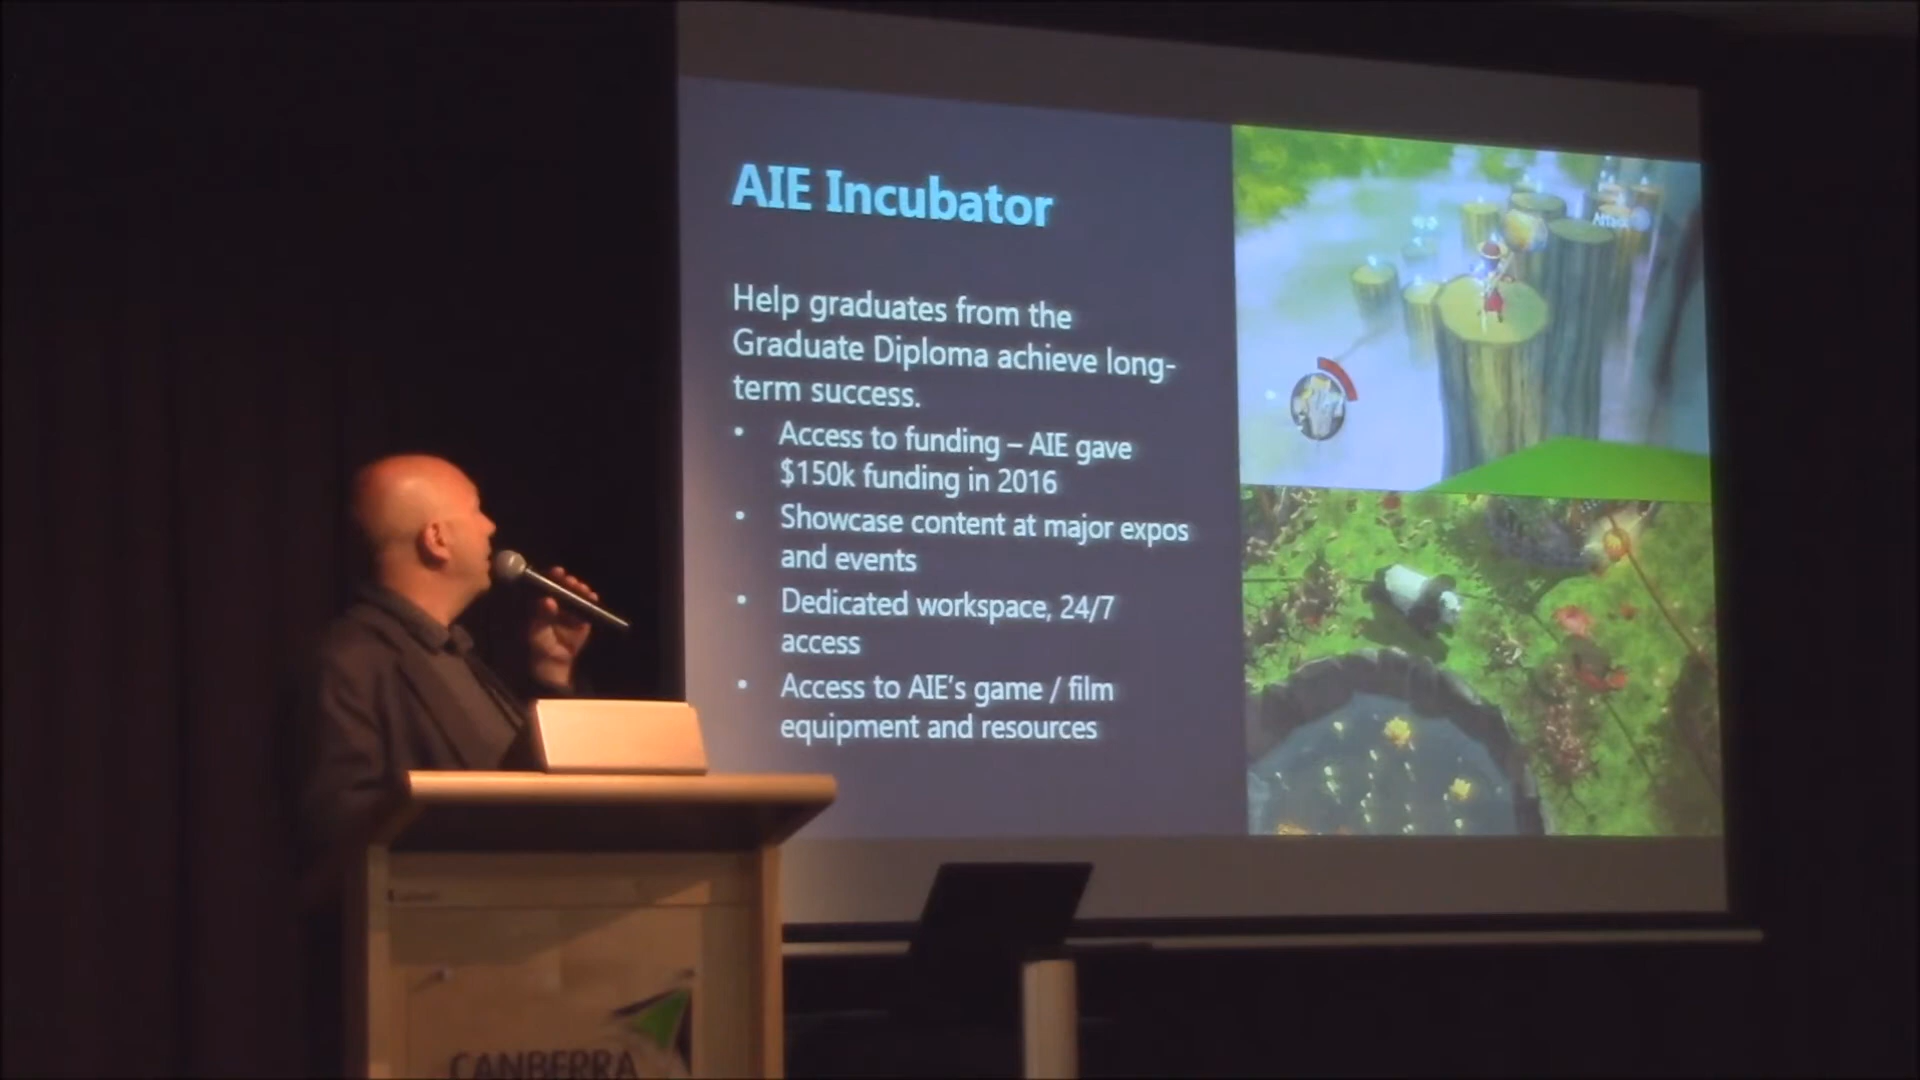 AIE Incubator
Help graduates from the
Graduate Diploma achieve long-
term success.
• Access to funding – AIE gave
$150k funding in 2016
• Showcase content at major expos
and events
• Dedicated workspace, 24/7
access
• Access to AIE's game / film
equipment and resources
Attack
CANBERRA